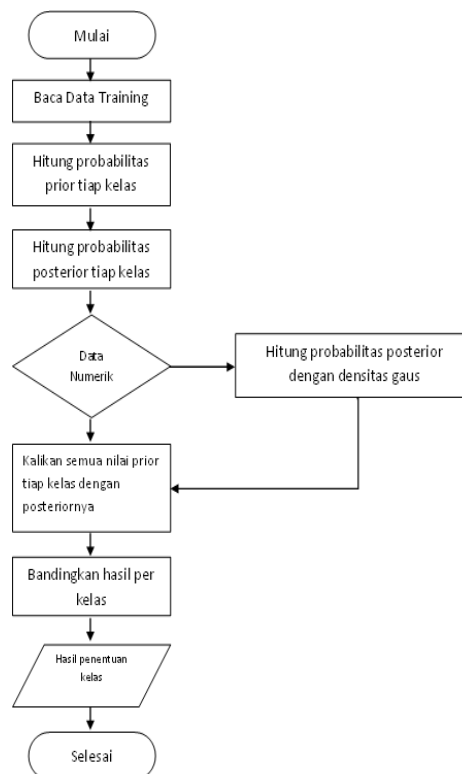 Mulai
Baca Data Training
Hitung probabilitas
prior tiap kelas
Hitung probabilitas
posterior tiap kelas
Data
Numerik
Hitung probabilitas posterior
dengan densitas gaus
Kalikan semua nilai prior
tiap kelas dengan
posteriornya
Bandingkan hasil per
kelas
Hasil penentuan
kelas
Selesai